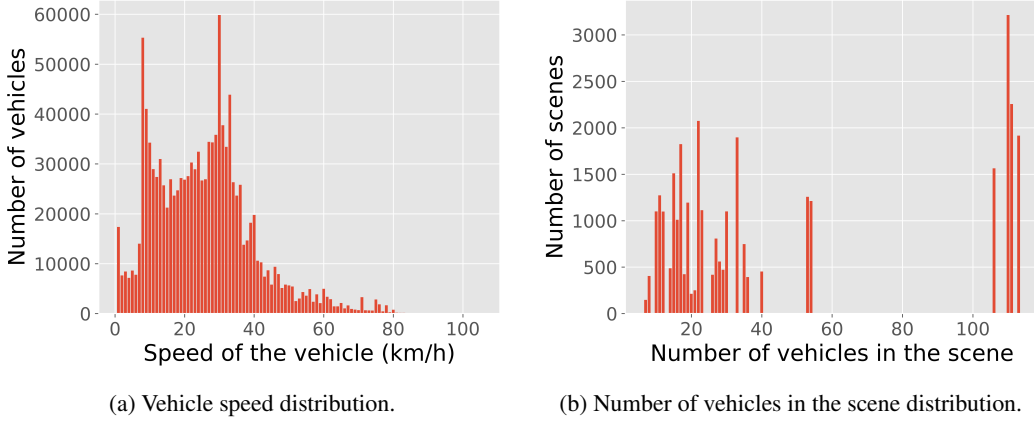 Number of vehicles
60000
50000
40000
30000
20000
10000
0
0 20 40 60 80 100
Speed of the vehicle (km/h)
(a) Vehicle speed distribution.
Number of scenes
3000
2500
2000
1500
1000
500
0
20 40 60 80 100
Number of vehicles in the scene
(b) Number of vehicles in the scene distribution.